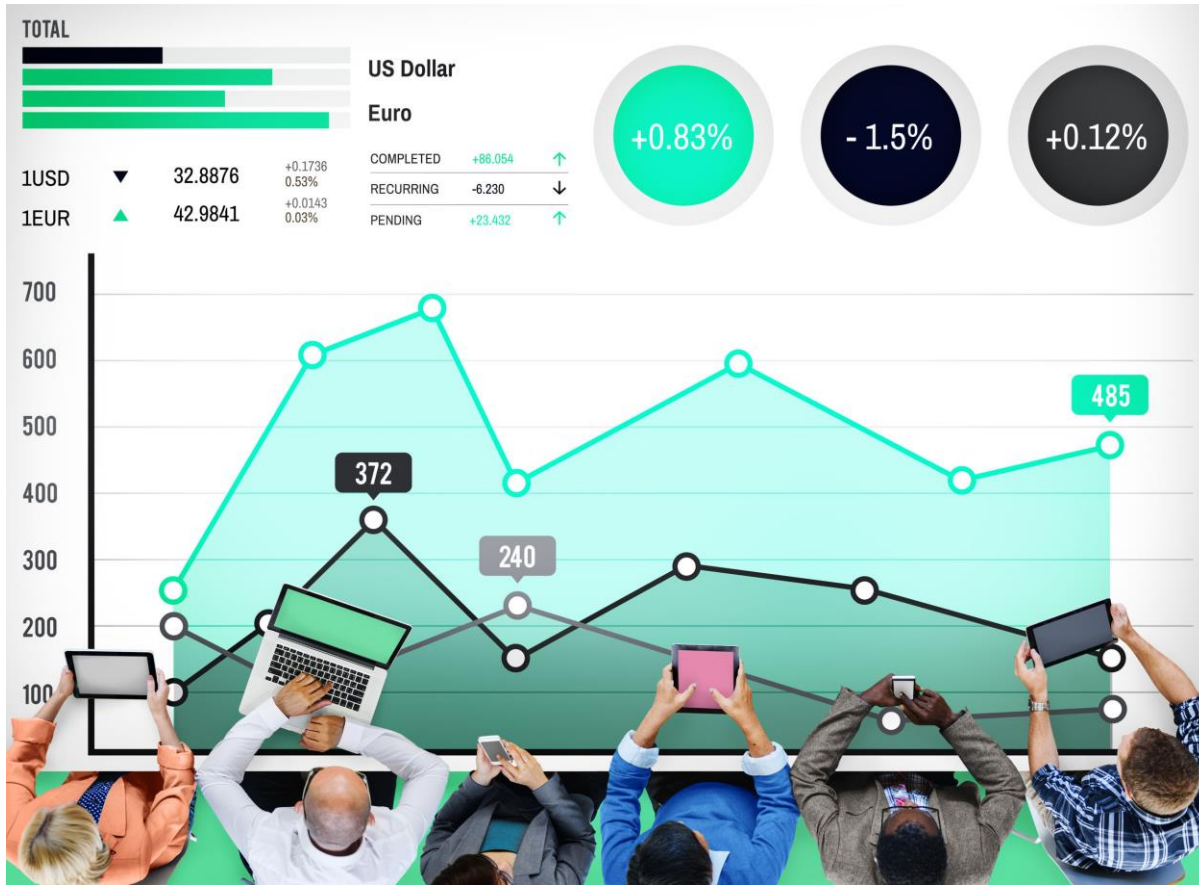 TOTAL
US Dollar
Euro
1USD ▼ 32.8876 +0.1736 0.53%
1EUR ▲ 42.9841 +0.0143 0.03%
COMPLETED +86.054 ↑
RECURRING -6.230 ↓
PENDING +23.432 ↑
+0.83%
- 1.5%
+0.12%
700
600
500
400
300
200
100
372
240
485